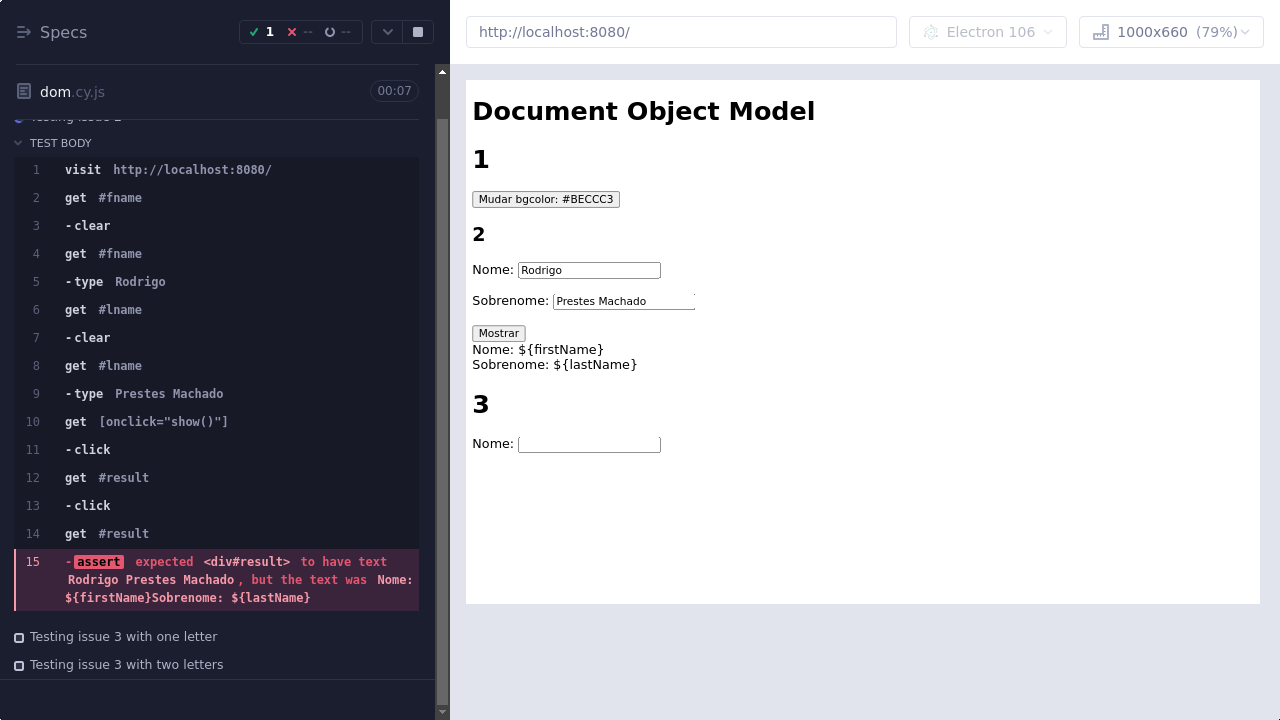 Specs
1
--
--
dom.cy.js
00:07
Testing issue 2
TEST BODY
1 visit http://localhost:8080/
2 get #fname
3 -clear
4 get #fname
5 -type Rodrigo
6 get #lname
7 -clear
8 get #lname
9 -type Prestes Machado
10 get [onclick="show()"]
11 -click
12 get #result
13 -click
14 get #result
15 -assert expected <div#result> to have text
Rodrigo Prestes Machado, but the text was Nome:
${firstName}Sobrenome: ${lastName}
Testing issue 3 with one letter
Testing issue 3 with two letters
http://localhost:8080/
Electron 106
1000x660 (79%)
Document Object Model
1
Mudar bgcolor: #BECCC3
2
Nome: Rodrigo
Sobrenome: Prestes Machado
Mostrar
Nome: ${firstName}
Sobrenome: ${lastName}
3
Nome: